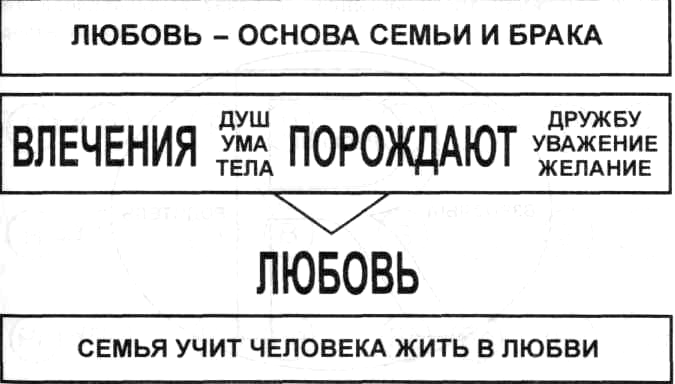 ЛЮБОВЬ – ОСНОВА СЕМЬИ И БРАКА
ВЛЕЧЕНИЯ ДУШ УМА ТЕЛА ПОРОЖДАЮТ ДРУЖБУ УВАЖЕНИЕ ЖЕЛАНИЕ
ЛЮБОВЬ
СЕМЬЯ УЧИТ ЧЕЛОВЕКА ЖИТЬ В ЛЮБВИ